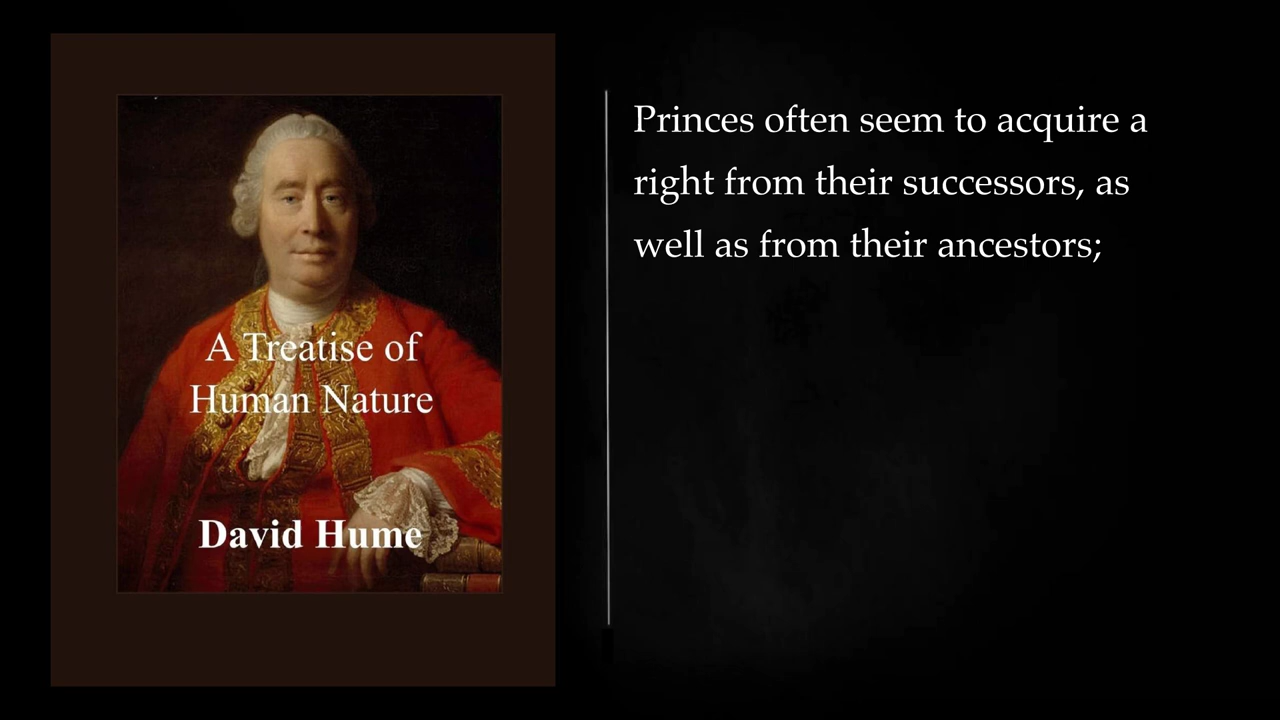 A Treatise of
Human Nature
David Hume
Princes often seem to acquire a
right from their successors, as
well as from their ancestors;